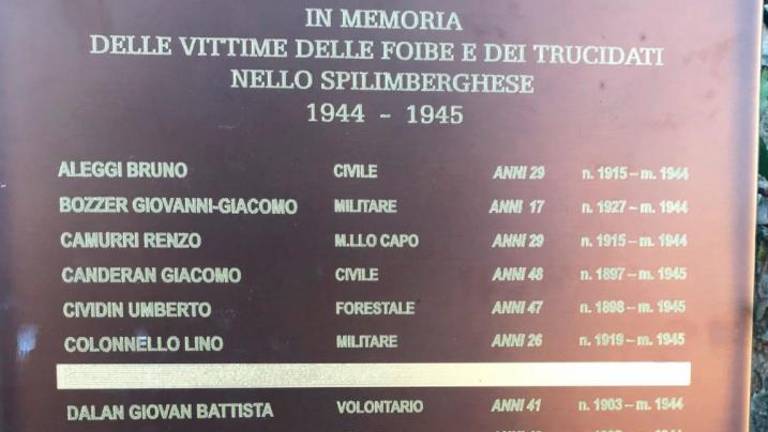 IN MEMORIA
DELLE VITTIME DELLE FOIBE E DEI TRUCIDATI
NELLO SPILIMBERGHESE
1944 - 1945
ALEGGI BRUNO CIVILE ANNI 29 n. 1915 – m. 1944
BOZZER GIOVANNI-GIACOMO MILITARE ANNI 17 n. 1927 – m. 1944
CAMURRI RENZO M.LLO CAPO ANNI 29 n. 1915 – m. 1944
CANDERAN GIACOMO CIVILE ANNI 48 n. 1897 – m. 1945
CIVIDIN UMBERTO FORESTALE ANNI 47 n. 1898 – m. 1945
COLONNELLO LINO MILITARE ANNI 26 n. 1919 – m. 1945
DALAN GIOVAN BATTISTA VOLONTARIO ANNI 41 n. 1903 – m. 1944